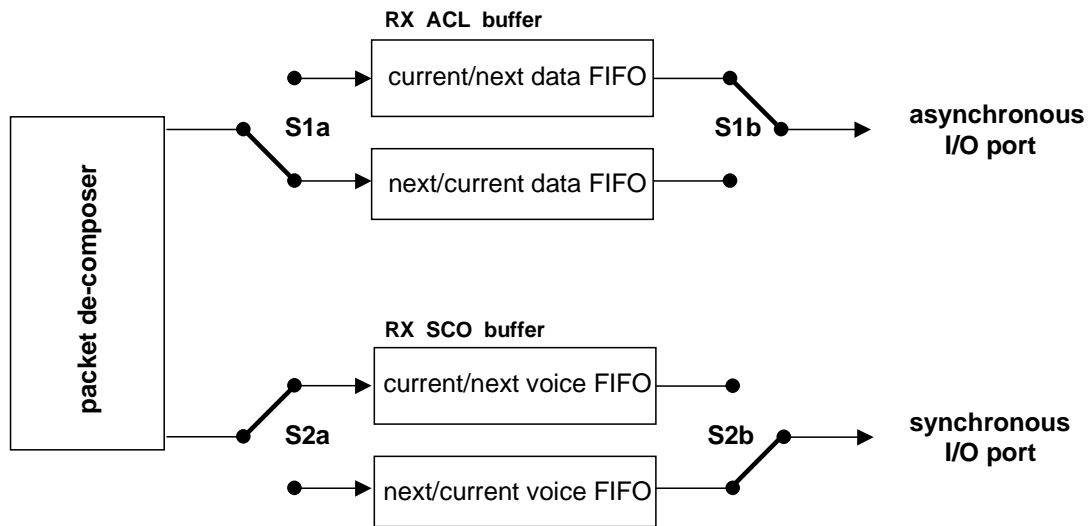 RX ACL buffer
current/next data FIFO
S1a
S1b
asynchronous
I/O port
next/current data FIFO
packet de-composer
RX SCO buffer
current/next voice FIFO
S2a
S2b
synchronous
I/O port
next/current voice FIFO